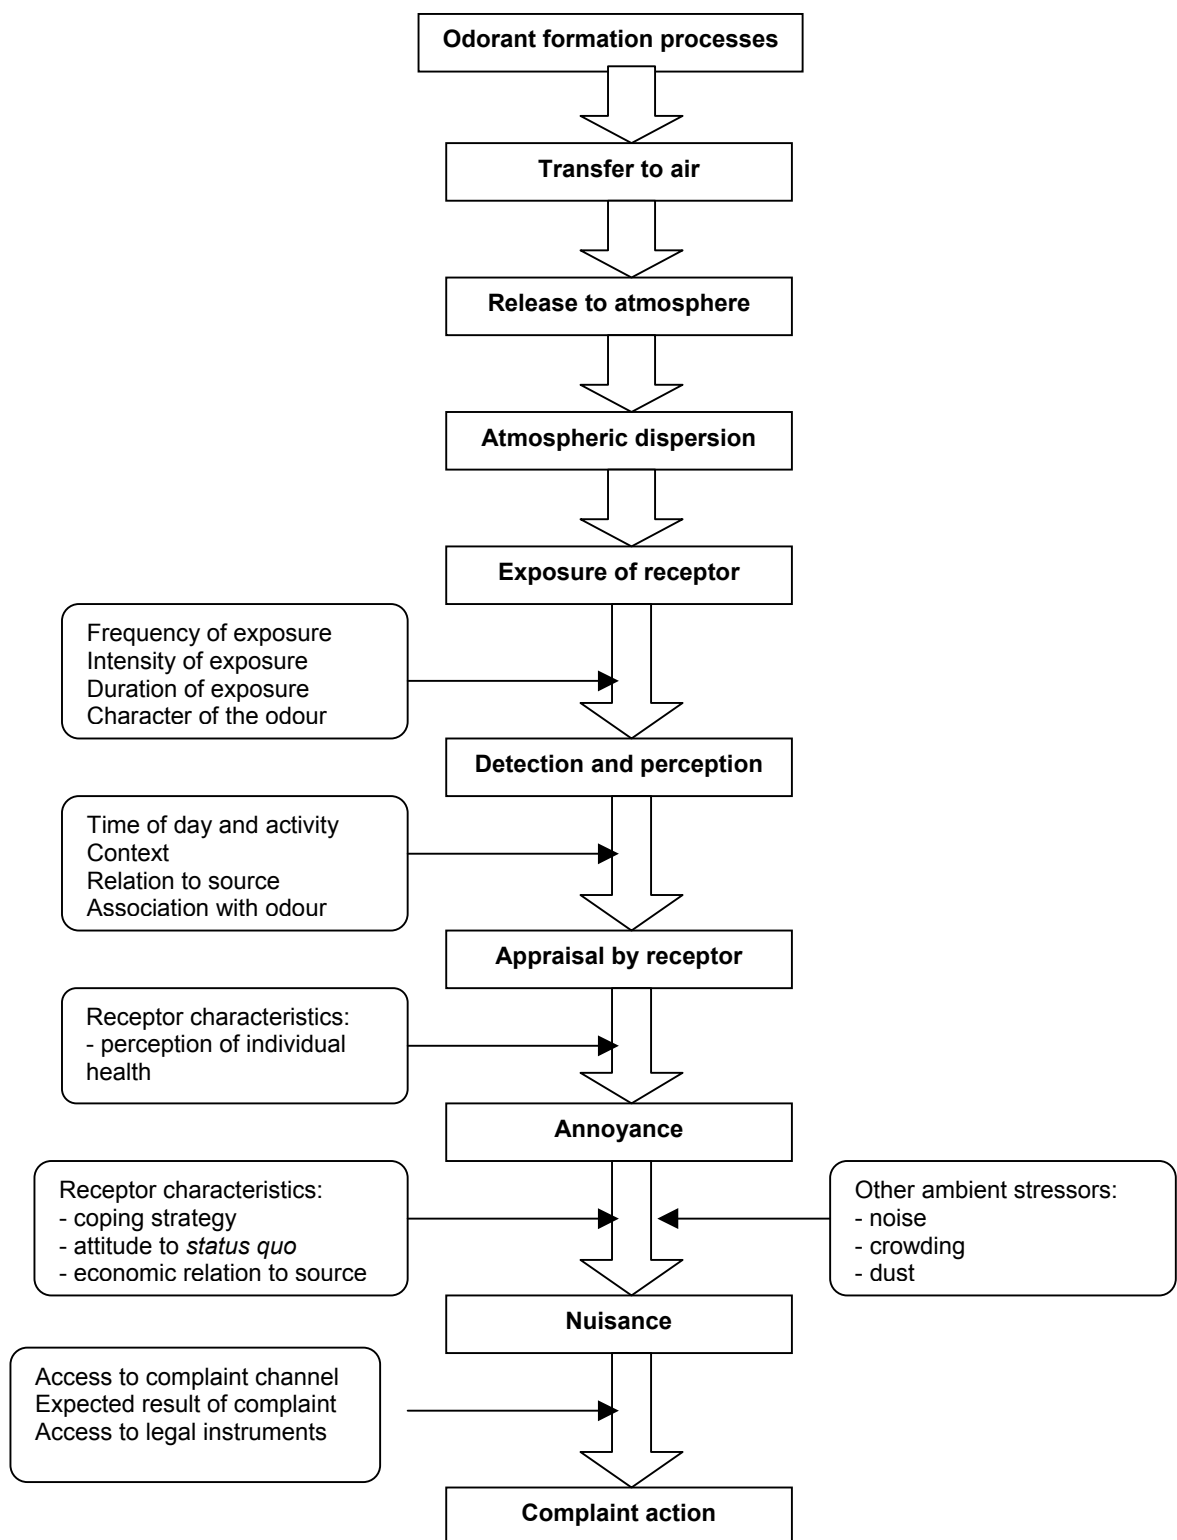 Odorant formation processes
Transfer to air
Release to atmosphere
Atmospheric dispersion
Exposure of receptor
Frequency of exposure
Intensity of exposure
Duration of exposure
Character of the odour
Detection and perception
Time of day and activity
Context
Relation to source
Association with odour
Appraisal by receptor
Receptor characteristics:
- perception of individual
health
Annoyance
Receptor characteristics:
- coping strategy
- attitude to status quo
- economic relation to source
Other ambient stressors:
- noise
- crowding
- dust
Nuisance
Access to complaint channel
Expected result of complaint
Access to legal instruments
Complaint action